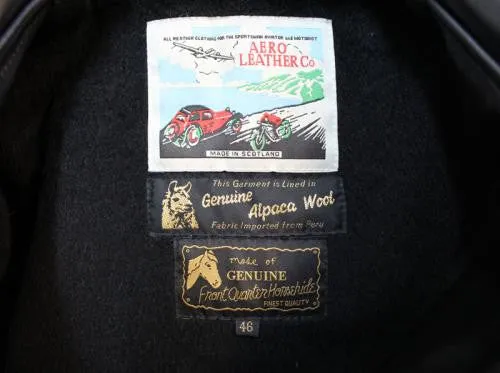 ALL WEATHER CLOTHING FOR THE SPORTSMAN AVIATOR AND MOTORIST
AERO
LEATHER Co
MADE IN SCOTLAND
This Garment is Lined in
Genuine
Alpaca Wool
Fabric Imported from Peru
made of
GENUINE
Front Quarter Horsehide
FINEST QUALITY
46